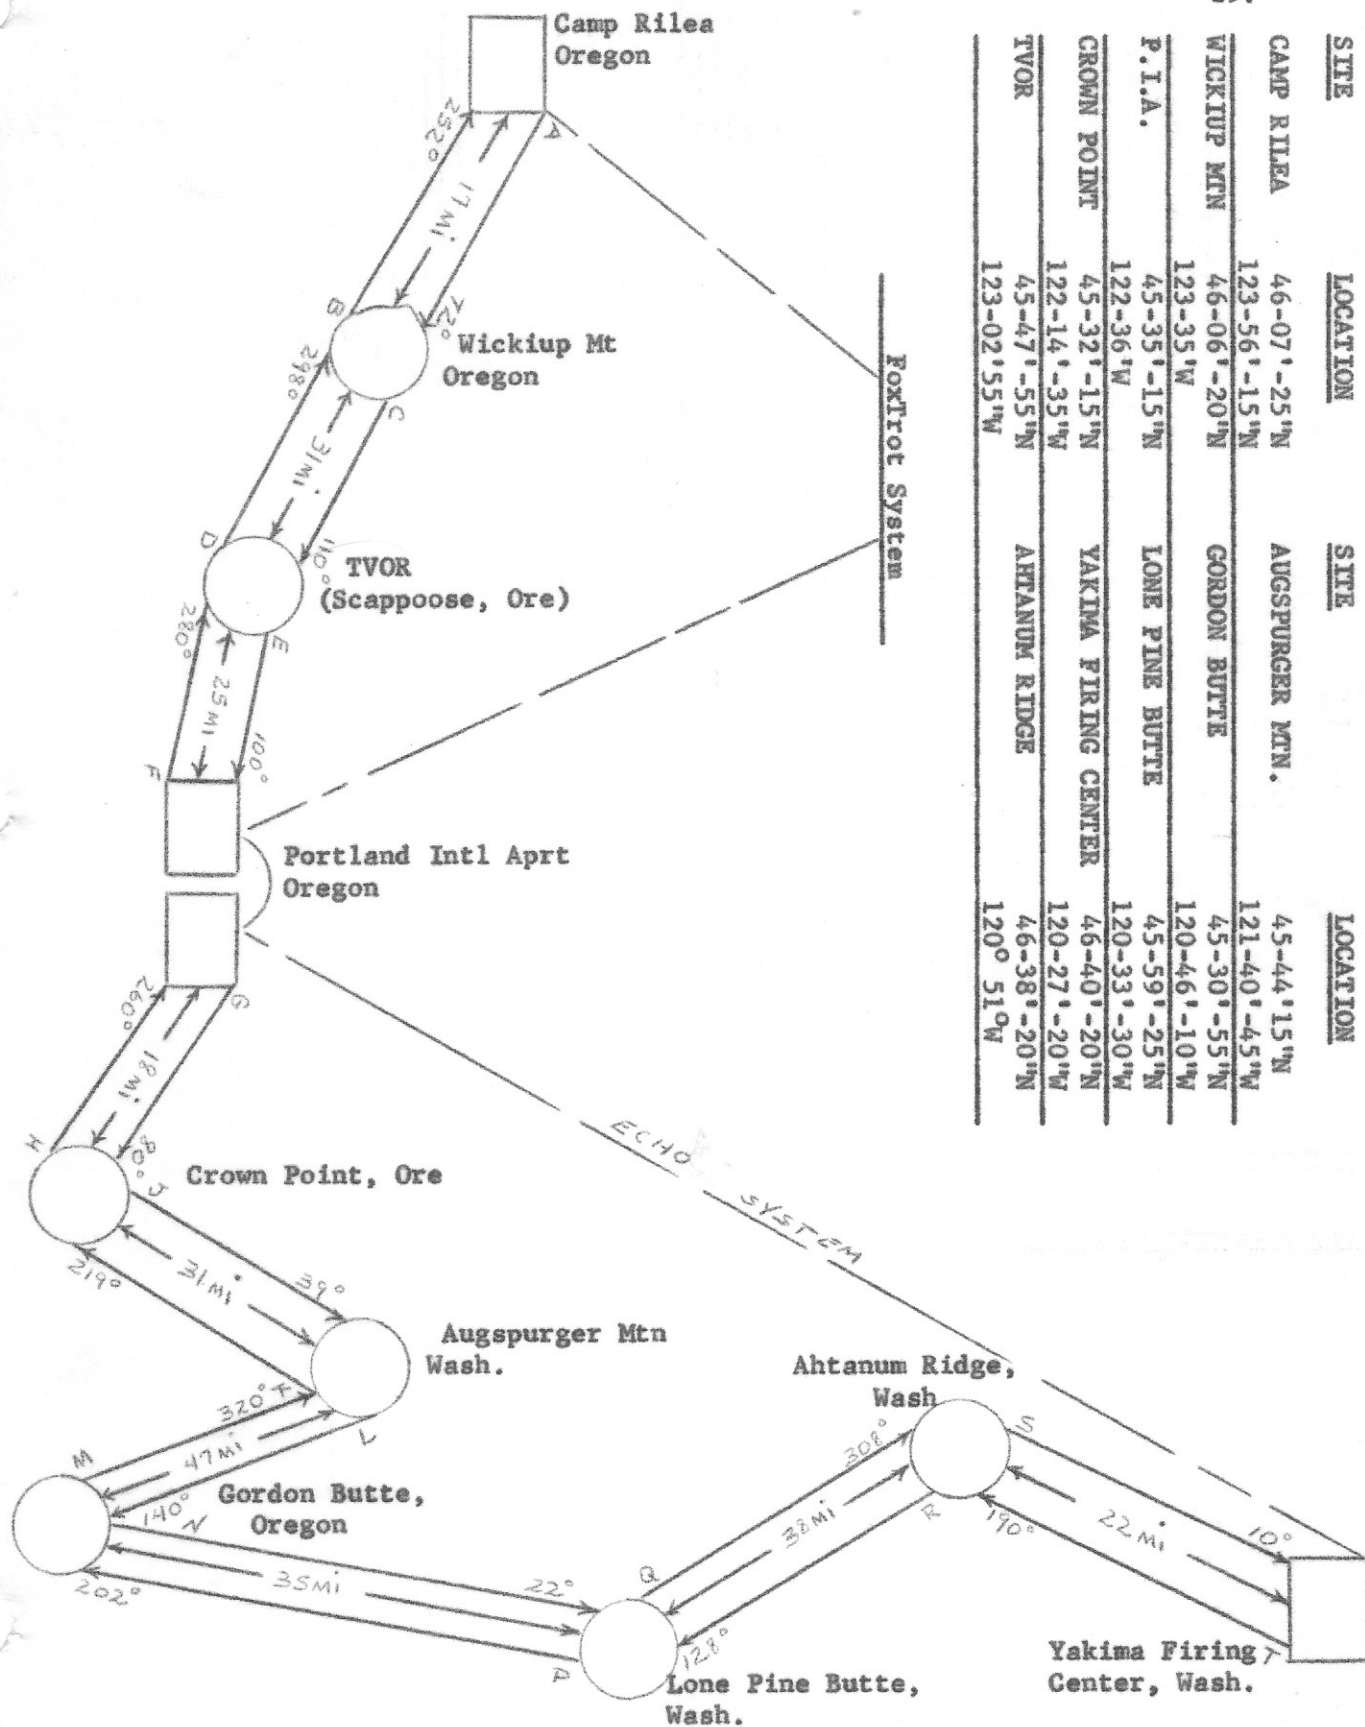 SITE LOCATION SITE LOCATION
CAMP RILEA 46-07'-25"N AUGSPURGER MTN. 45-44'15"N
123-56'-15"W 121-40'-45"W
WICKIUP MTN 46-06'-20"N GORDON BUTTE 45-30'-55"N
123-35'W 120-46'-10"W
P.I.A. 45-35'-15"N LONE PINE BUTTE 45-59'-25"N
122-36'W 120-33'-30"W
CROWN POINT 45-32'-15"N YAKIMA FIRING CENTER 46-40'-20"N
122-14'-35"W 120-27'-20"W
TVOR 45-47'-55"N AHTANUM RIDGE 46-38'-20"N
123-02'55"W 120° 51°W
FoxTrot System
Camp Rilea
Oregon
A
252°
17 mi
72°
B
Wickiup Mt
Oregon
298°
C
31 mi
D
110°
TVOR
(Scappoose, Ore)
E
280°
25 mi
100°
F
Portland Intl Aprt
Oregon
G
260°
18 mi
H
80°
J
Crown Point, Ore
ECHO
SYSTEM
219°
31 mi
39°
Augspurger Mtn
Wash.
K
320°
L
47 mi
M
140°
N
Gordon Butte,
Oregon
202°
35 mi
22°
P
Q
Lone Pine Butte,
Wash.
128°
38 mi
308°
Ahtanum Ridge,
Wash
R
S
190°
22 mi
10°
T
Yakima Firing
Center, Wash.